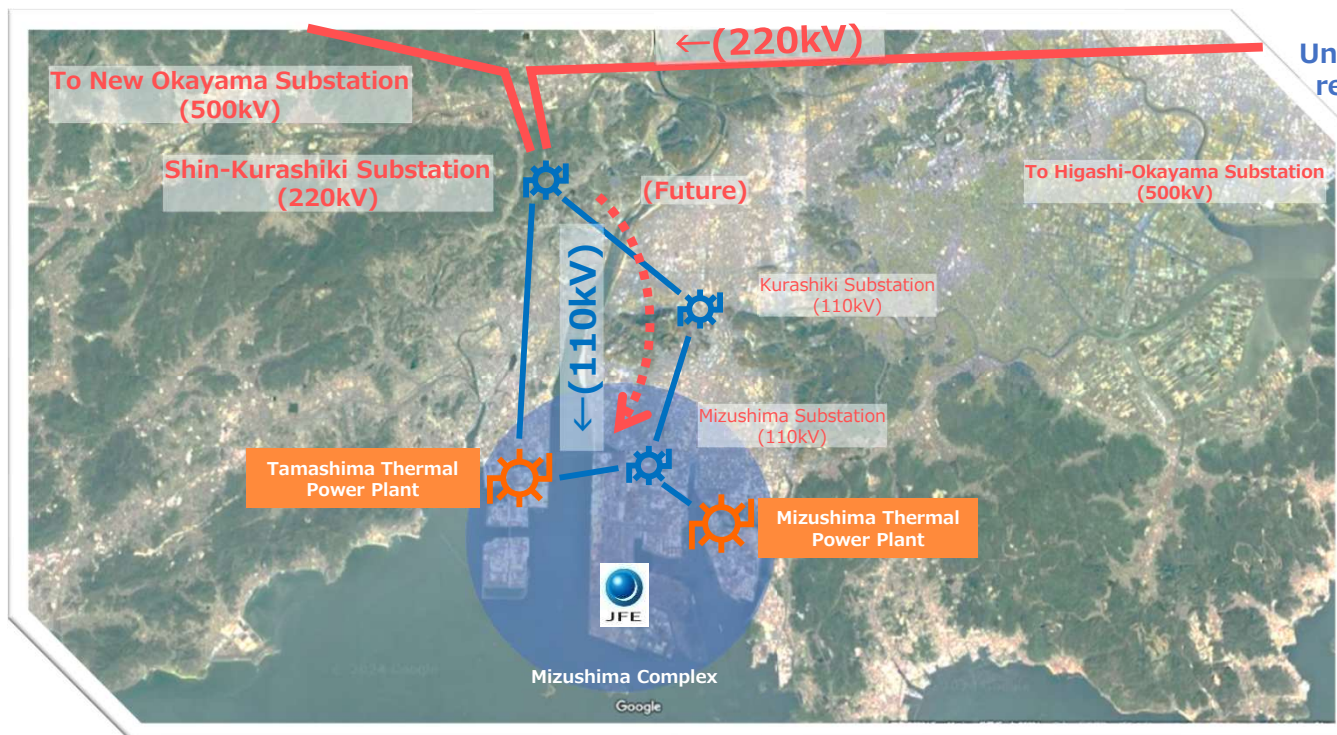 ←(220kV)
Un
re
To New Okayama Substation
(500kV)
Shin-Kurashiki Substation
(220kV)
(Future)
To Higashi-Okayama Substation
(500kV)
←(110kV)
Kurashiki Substation
(110kV)
Mizushima Substation
(110kV)
Tamashima Thermal
Power Plant
Mizushima Thermal
Power Plant
JFE
Mizushima Complex
Google